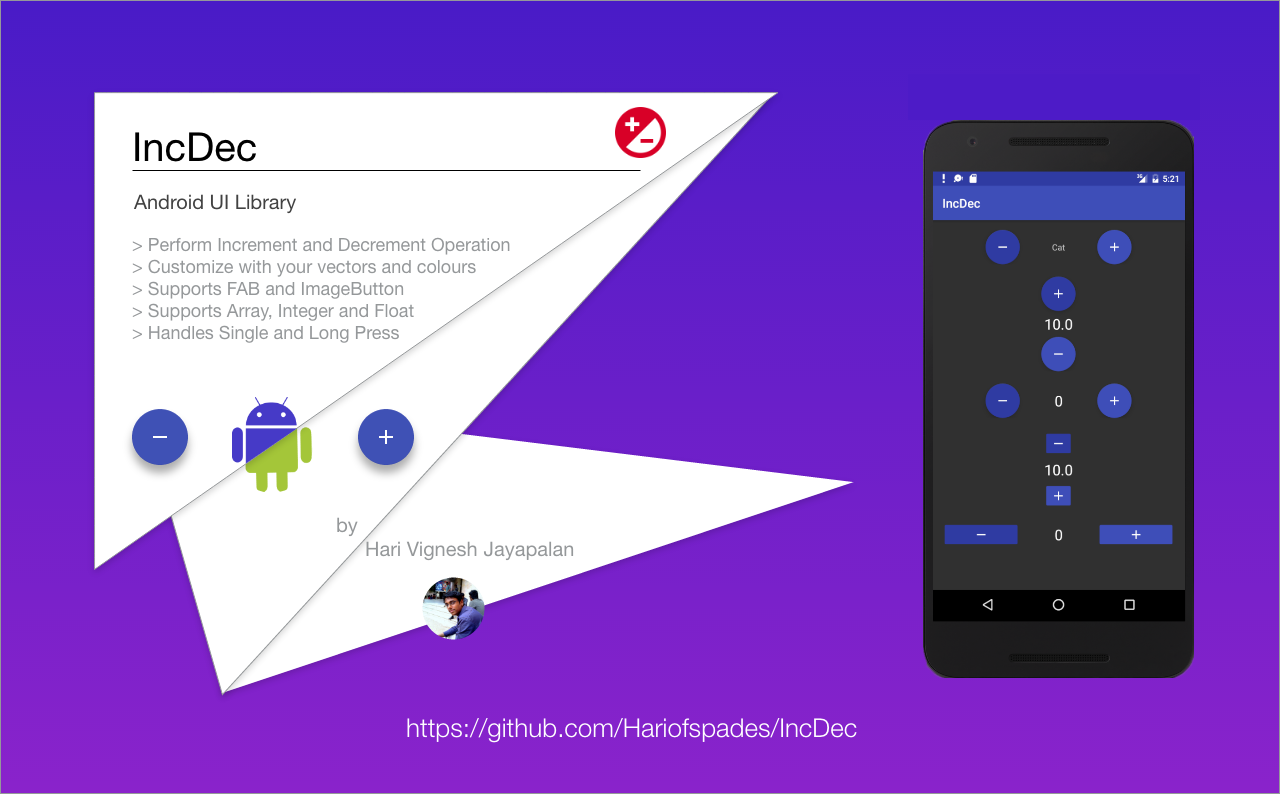 IncDec
Android UI Library
> Perform Increment and Decrement Operation
> Customize with your vectors and colours
> Supports FAB and ImageButton
> Supports Array, Integer and Float
> Handles Single and Long Press
by
Hari Vignesh Jayapalan
https://github.com/Hariofspades/IncDec
3G 5:21
IncDec
− Cat +
+
10.0
−
− 0 +
−
10.0
+
− 0 +